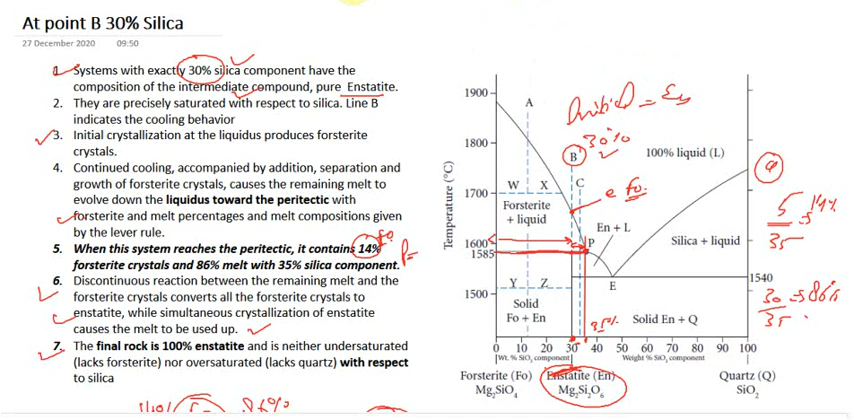 At point B 30% Silica
27 December 2020 09:50
1. Systems with exactly 30% silica component have the
composition of the intermediate compound, pure Enstatite.
2. They are precisely saturated with respect to silica. Line B
indicates the cooling behavior
3. Initial crystallization at the liquidus produces forsterite
crystals.
4. Continued cooling, accompanied by addition, separation and
growth of forsterite crystals, causes the remaining melt to
evolve down the liquidus toward the peritectic with
forsterite and melt percentages and melt compositions given
by the lever rule.
5. When this system reaches the peritectic, it contains 14%
forsterite crystals and 86% melt with 35% silica component.
6. Discontinuous reaction between the remaining melt and the
forsterite crystals converts all the forsterite crystals to
enstatite, while simultaneous crystallization of enstatite
causes the melt to be used up.
7. The final rock is 100% enstatite and is neither undersaturated
(lacks forsterite) nor oversaturated (lacks quartz) with respect
to silica
fo
P=
86%
Temperature (°C)
1900
1800
1700
1600
1585
1500
A
30%
B
C
100% liquid (L)
W X
Forsterite
+ liquid
fo.
En + L
P
Silica + liquid
1540
E
Y Z
Solid
Fo + En
35%
Solid En + Q
Q
5 14%
35
30 86%
35
0 10 20 30 40 50 60 70 80 90 100
Wt. % SiO2 component Weight % SiO2 component
Forsterite (Fo) Enstatite (En) Quartz (Q)
Mg2SiO4 Mg2Si2O6 SiO2